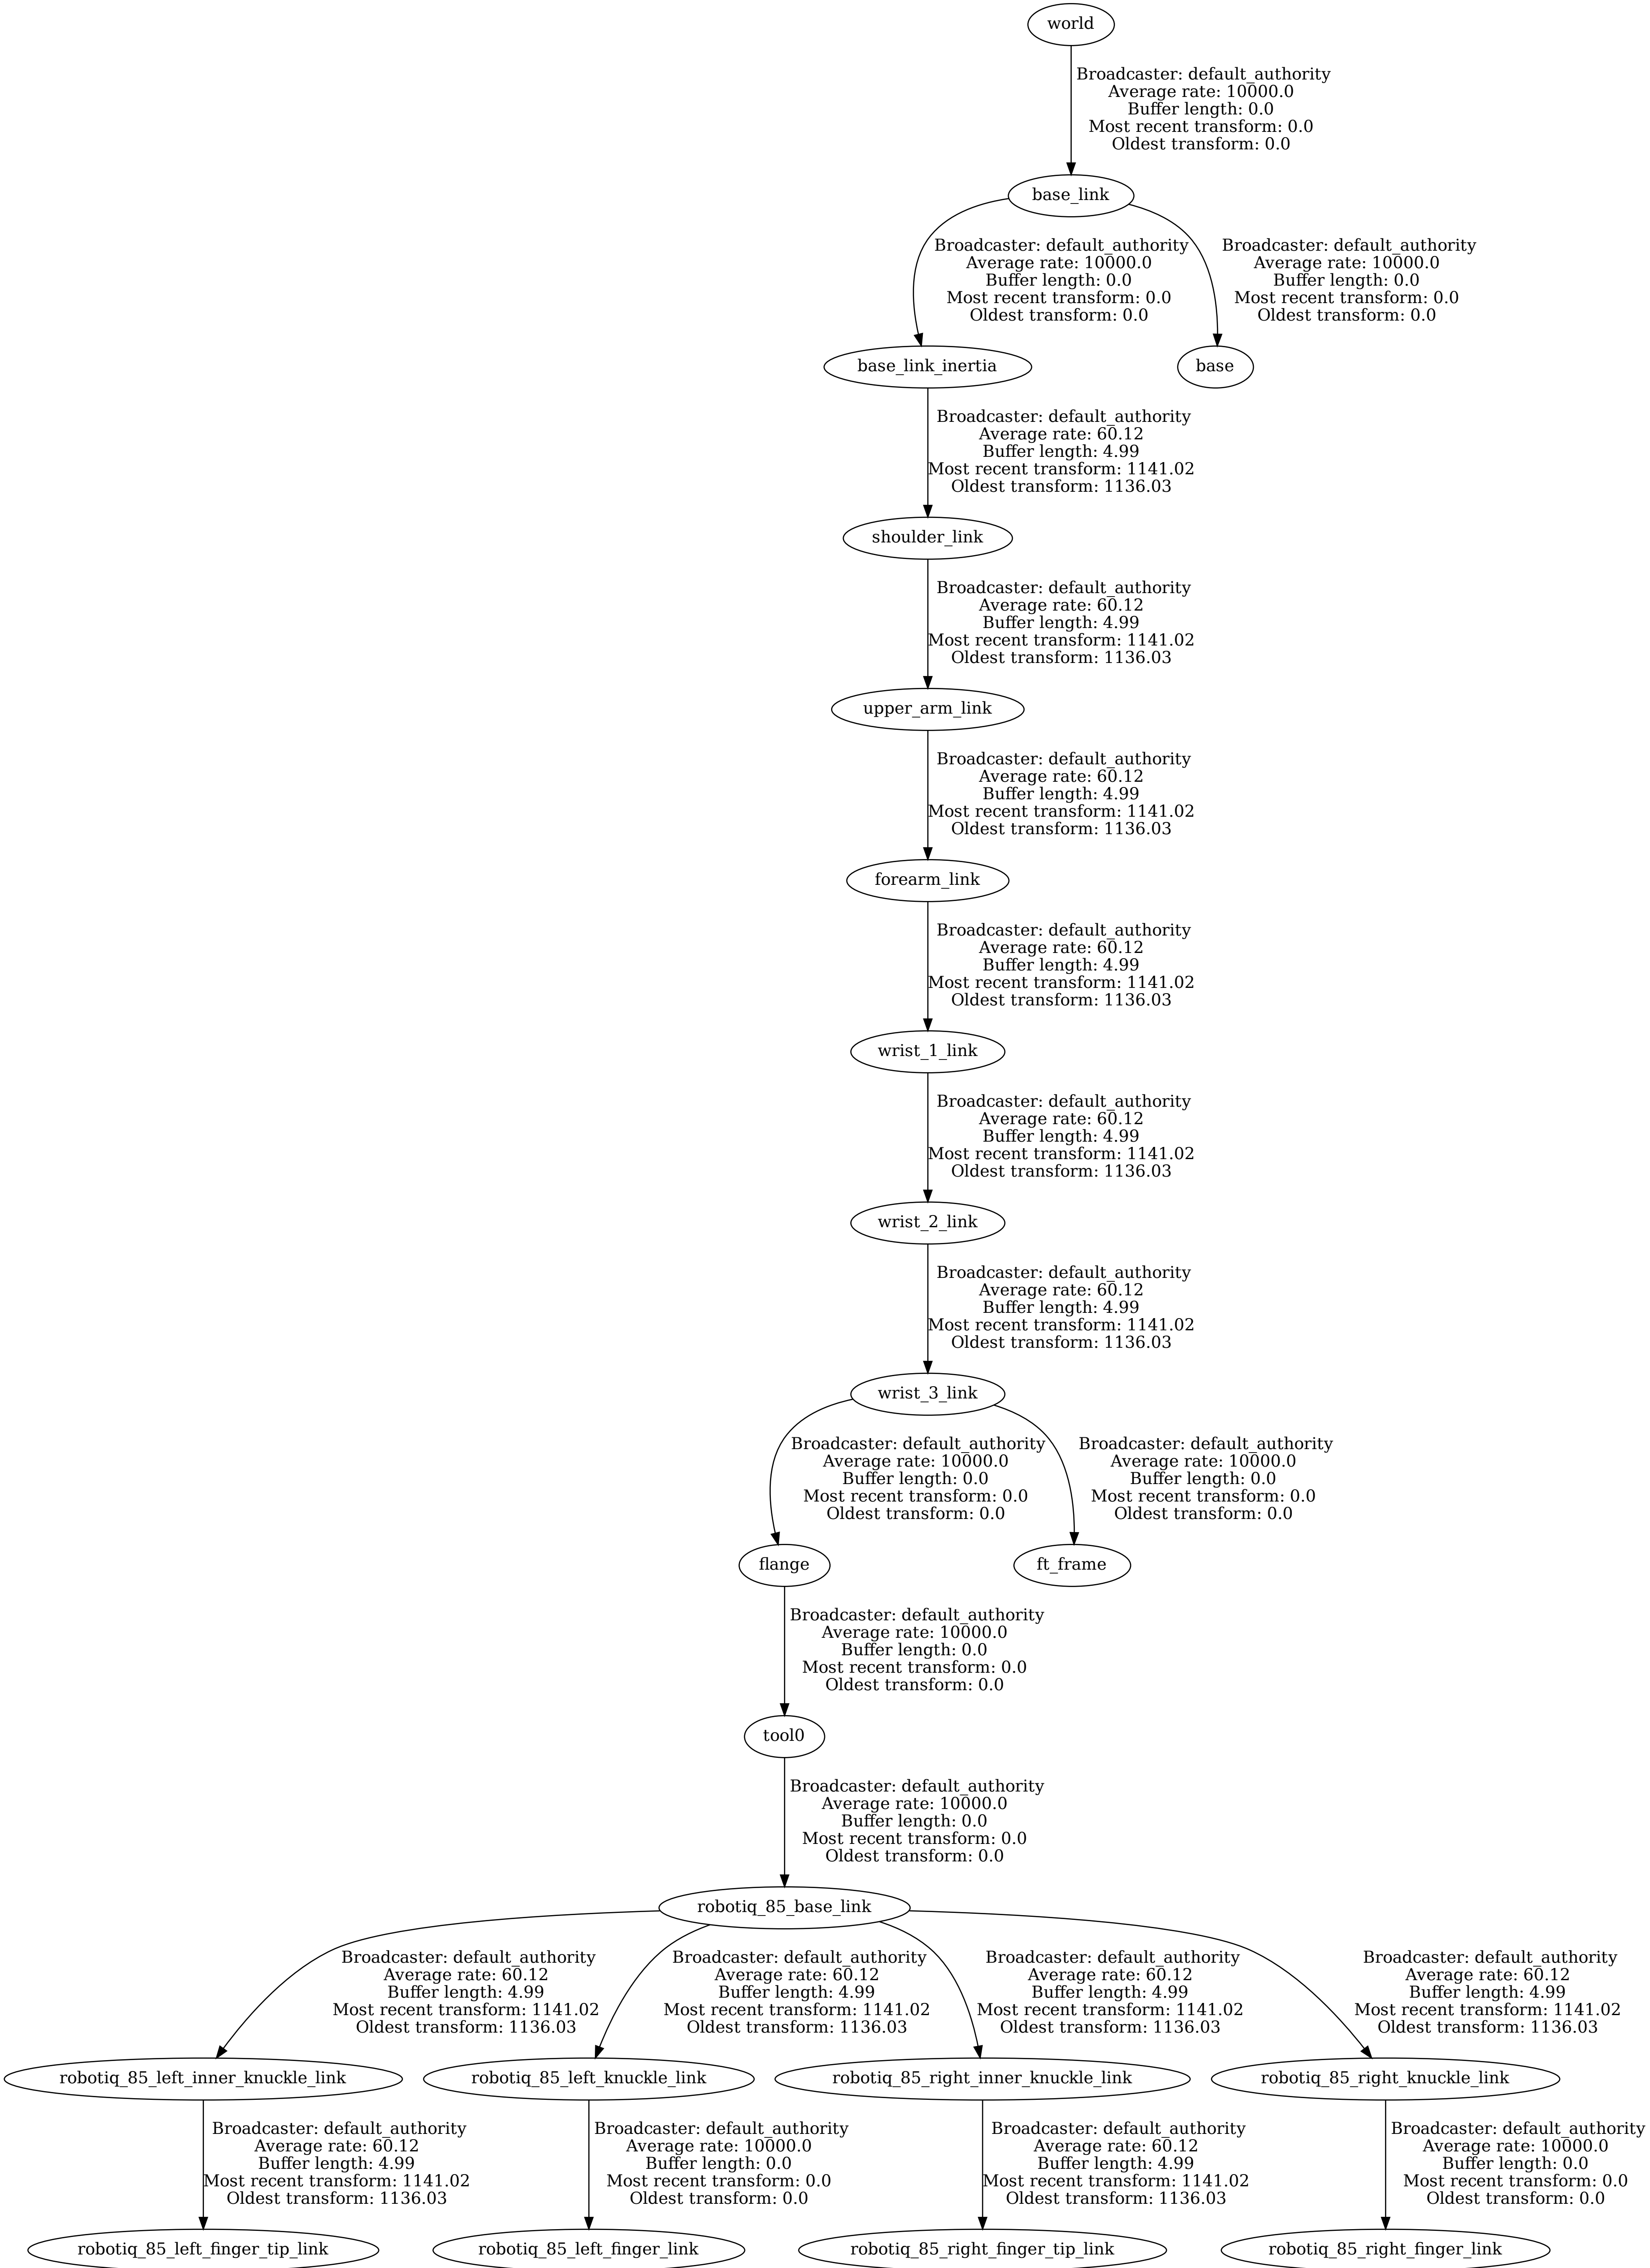 world
Broadcaster: default_authority
Average rate: 10000.0
Buffer length: 0.0
Most recent transform: 0.0
Oldest transform: 0.0
base_link
Broadcaster: default_authority
Average rate: 10000.0
Buffer length: 0.0
Most recent transform: 0.0
Oldest transform: 0.0
Broadcaster: default_authority
Average rate: 10000.0
Buffer length: 0.0
Most recent transform: 0.0
Oldest transform: 0.0
base_link_inertia
base
Broadcaster: default_authority
Average rate: 60.12
Buffer length: 4.99
Most recent transform: 1141.02
Oldest transform: 1136.03
shoulder_link
Broadcaster: default_authority
Average rate: 60.12
Buffer length: 4.99
Most recent transform: 1141.02
Oldest transform: 1136.03
upper_arm_link
Broadcaster: default_authority
Average rate: 60.12
Buffer length: 4.99
Most recent transform: 1141.02
Oldest transform: 1136.03
forearm_link
Broadcaster: default_authority
Average rate: 60.12
Buffer length: 4.99
Most recent transform: 1141.02
Oldest transform: 1136.03
wrist_1_link
Broadcaster: default_authority
Average rate: 60.12
Buffer length: 4.99
Most recent transform: 1141.02
Oldest transform: 1136.03
wrist_2_link
Broadcaster: default_authority
Average rate: 60.12
Buffer length: 4.99
Most recent transform: 1141.02
Oldest transform: 1136.03
wrist_3_link
Broadcaster: default_authority
Average rate: 10000.0
Buffer length: 0.0
Most recent transform: 0.0
Oldest transform: 0.0
Broadcaster: default_authority
Average rate: 10000.0
Buffer length: 0.0
Most recent transform: 0.0
Oldest transform: 0.0
flange
ft_frame
Broadcaster: default_authority
Average rate: 10000.0
Buffer length: 0.0
Most recent transform: 0.0
Oldest transform: 0.0
tool0
Broadcaster: default_authority
Average rate: 10000.0
Buffer length: 0.0
Most recent transform: 0.0
Oldest transform: 0.0
robotiq_85_base_link
Broadcaster: default_authority
Average rate: 60.12
Buffer length: 4.99
Most recent transform: 1141.02
Oldest transform: 1136.03
Broadcaster: default_authority
Average rate: 60.12
Buffer length: 4.99
Most recent transform: 1141.02
Oldest transform: 1136.03
Broadcaster: default_authority
Average rate: 60.12
Buffer length: 4.99
Most recent transform: 1141.02
Oldest transform: 1136.03
Broadcaster: default_authority
Average rate: 60.12
Buffer length: 4.99
Most recent transform: 1141.02
Oldest transform: 1136.03
robotiq_85_left_inner_knuckle_link
robotiq_85_left_knuckle_link
robotiq_85_right_inner_knuckle_link
robotiq_85_right_knuckle_link
Broadcaster: default_authority
Average rate: 60.12
Buffer length: 4.99
Most recent transform: 1141.02
Oldest transform: 1136.03
Broadcaster: default_authority
Average rate: 10000.0
Buffer length: 0.0
Most recent transform: 0.0
Oldest transform: 0.0
Broadcaster: default_authority
Average rate: 60.12
Buffer length: 4.99
Most recent transform: 1141.02
Oldest transform: 1136.03
Broadcaster: default_authority
Average rate: 10000.0
Buffer length: 0.0
Most recent transform: 0.0
Oldest transform: 0.0
robotiq_85_left_finger_tip_link
robotiq_85_left_finger_link
robotiq_85_right_finger_tip_link
robotiq_85_right_finger_link